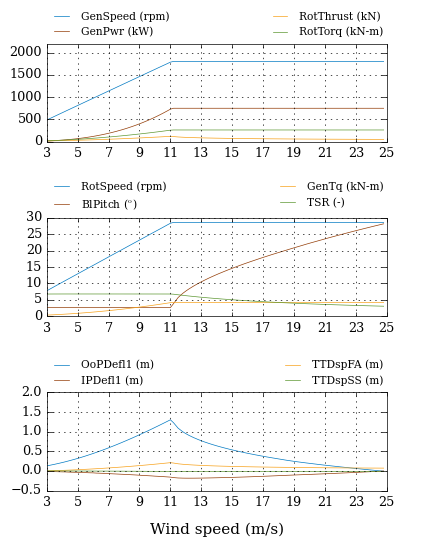 GenSpeed (rpm) RotThrust (kN)
GenPwr (kW) RotTorq (kN-m)
2000
1500
1000
500
0
3 5 7 9 11 13 15 17 19 21 23 25
RotSpeed (rpm) GenTq (kN-m)
BlPitch (°) TSR (-)
30
25
20
15
10
5
0
3 5 7 9 11 13 15 17 19 21 23 25
OoPDefl1 (m) TTDspFA (m)
IPDefl1 (m) TTDspSS (m)
2.0
1.5
1.0
0.5
0.0
−0.5
3 5 7 9 11 13 15 17 19 21 23 25
Wind speed (m/s)